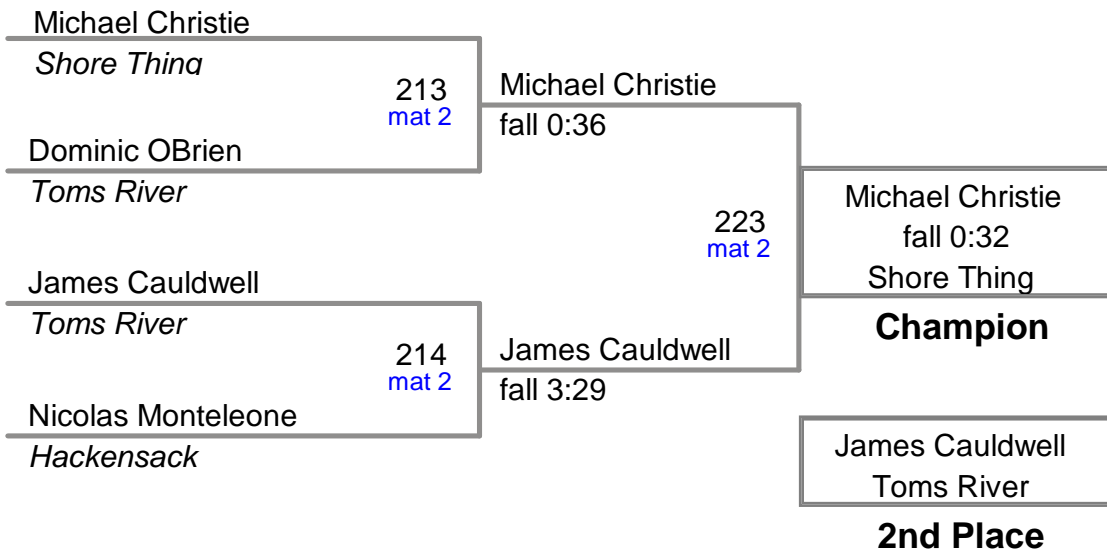 Michael Christie
Shore Thing
213
mat 2
Dominic OBrien
Toms River
Michael Christie
fall 0:36
James Cauldwell
Toms River
214
mat 2
Nicolas Monteleone
Hackensack
James Cauldwell
fall 3:29
223
mat 2
Michael Christie
fall 0:32
Shore Thing
Champion
James Cauldwell
Toms River
2nd Place